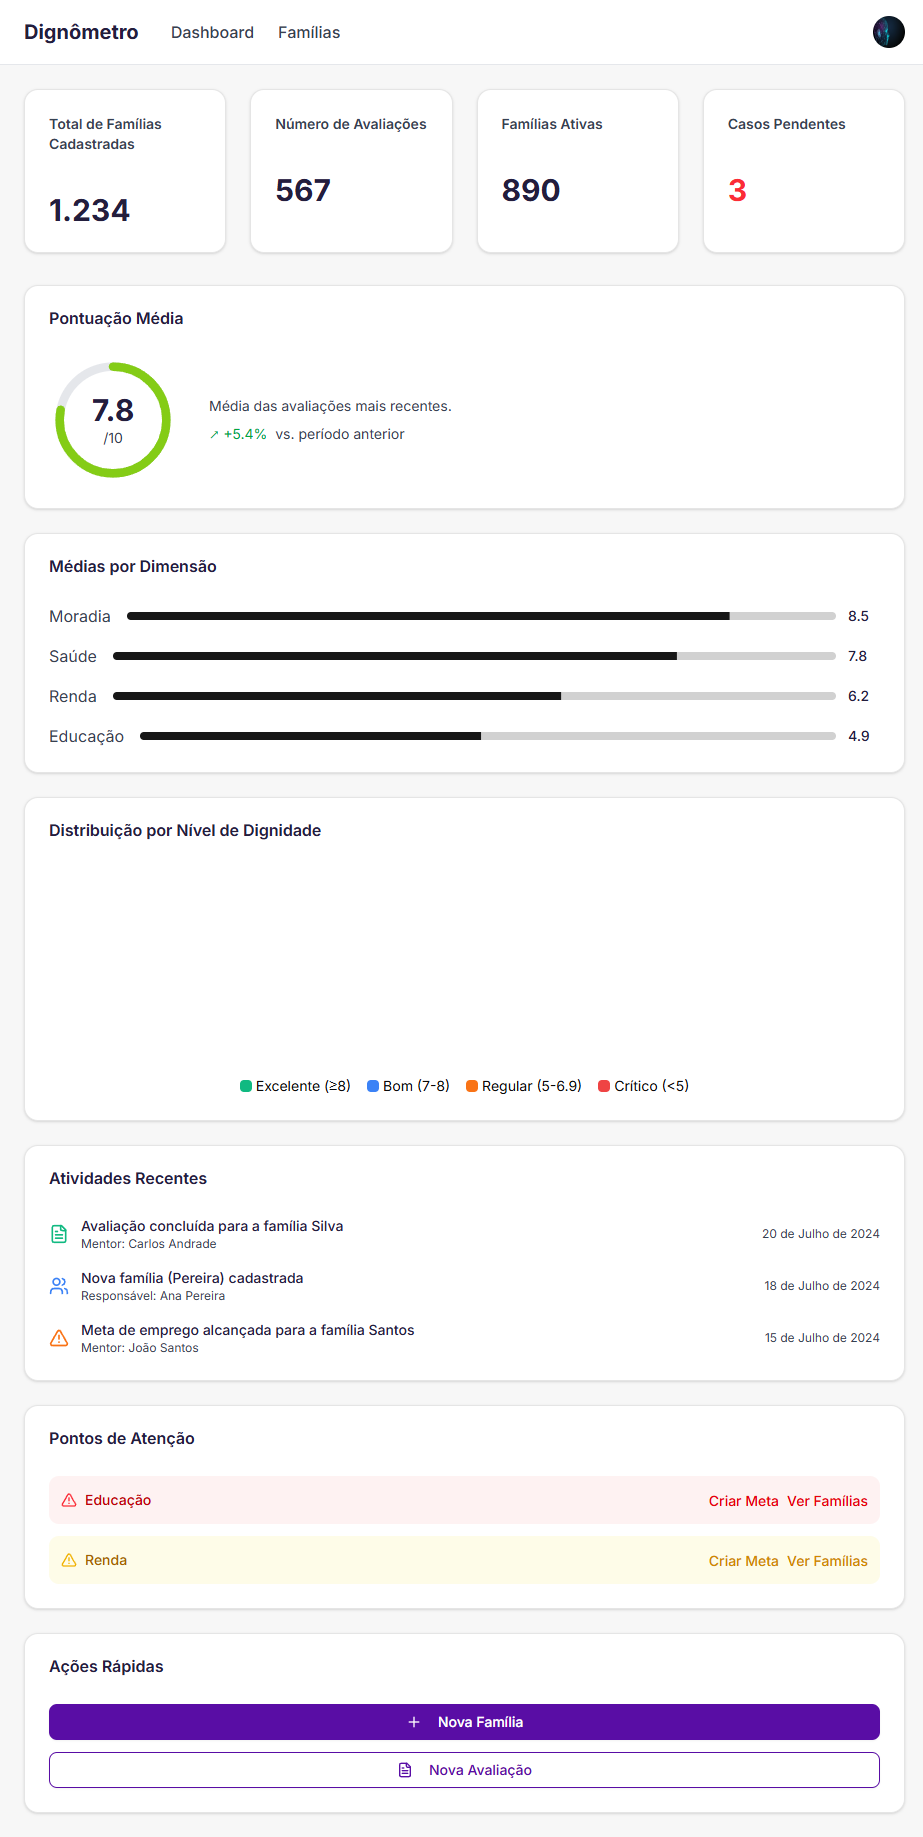 Dignômetro Dashboard Famílias
Total de Famílias
Cadastradas
1.234
Número de Avaliações
567
Famílias Ativas
890
Casos Pendentes
3
Pontuação Média
7.8
/10
Média das avaliações mais recentes.
↗ +5.4% vs. período anterior
Médias por Dimensão
Moradia 8.5
Saúde 7.8
Renda 6.2
Educação 4.9
Distribuição por Nível de Dignidade
Excelente (≥8) Bom (7-8) Regular (5-6.9) Crítico (<5)
Atividades Recentes
Avaliação concluída para a família Silva
Mentor: Carlos Andrade
20 de Julho de 2024
Nova família (Pereira) cadastrada
Responsável: Ana Pereira
18 de Julho de 2024
Meta de emprego alcançada para a família Santos
Mentor: João Santos
15 de Julho de 2024
Pontos de Atenção
Educação Criar Meta Ver Famílias
Renda Criar Meta Ver Famílias
Ações Rápidas
+ Nova Família
Nova Avaliação